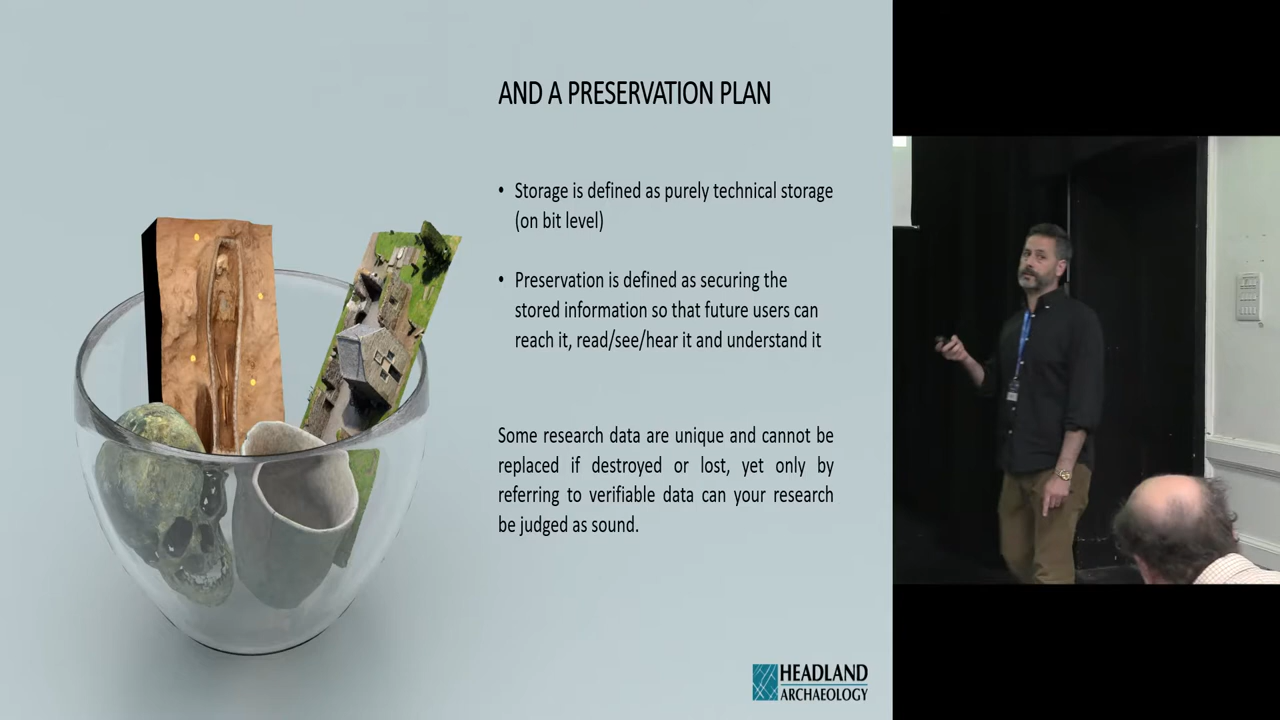 AND A PRESERVATION PLAN
• Storage is defined as purely technical storage
(on bit level)
• Preservation is defined as securing the
stored information so that future users can
reach it, read/see/hear it and understand it
Some research data are unique and cannot be
replaced if destroyed or lost, yet only by
referring to verifiable data can your research
be judged as sound.
HEADLAND
ARCHAEOLOGY